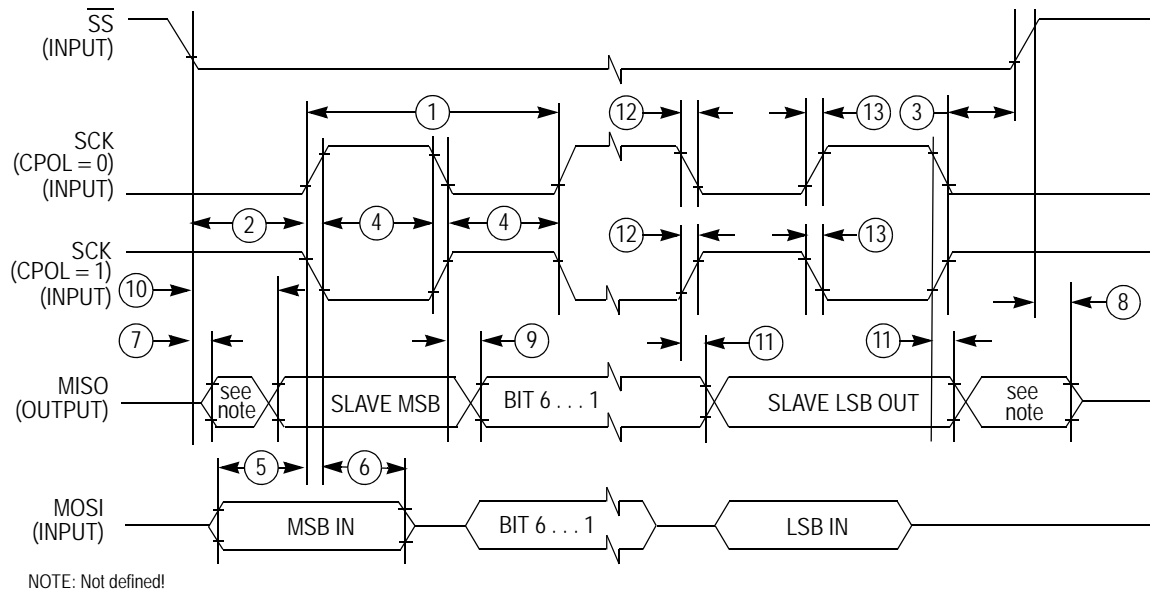 SS
(INPUT)
1
12
13
3
SCK
(CPOL = 0)
(INPUT)
2
4
4
12
13
SCK
(CPOL = 1)
(INPUT)
10
8
7
9
11
11
MISO
(OUTPUT)
see
note
SLAVE MSB
BIT 6 . . . 1
SLAVE LSB OUT
see
note
5
6
MOSI
(INPUT)
MSB IN
BIT 6 . . . 1
LSB IN
NOTE: Not defined!